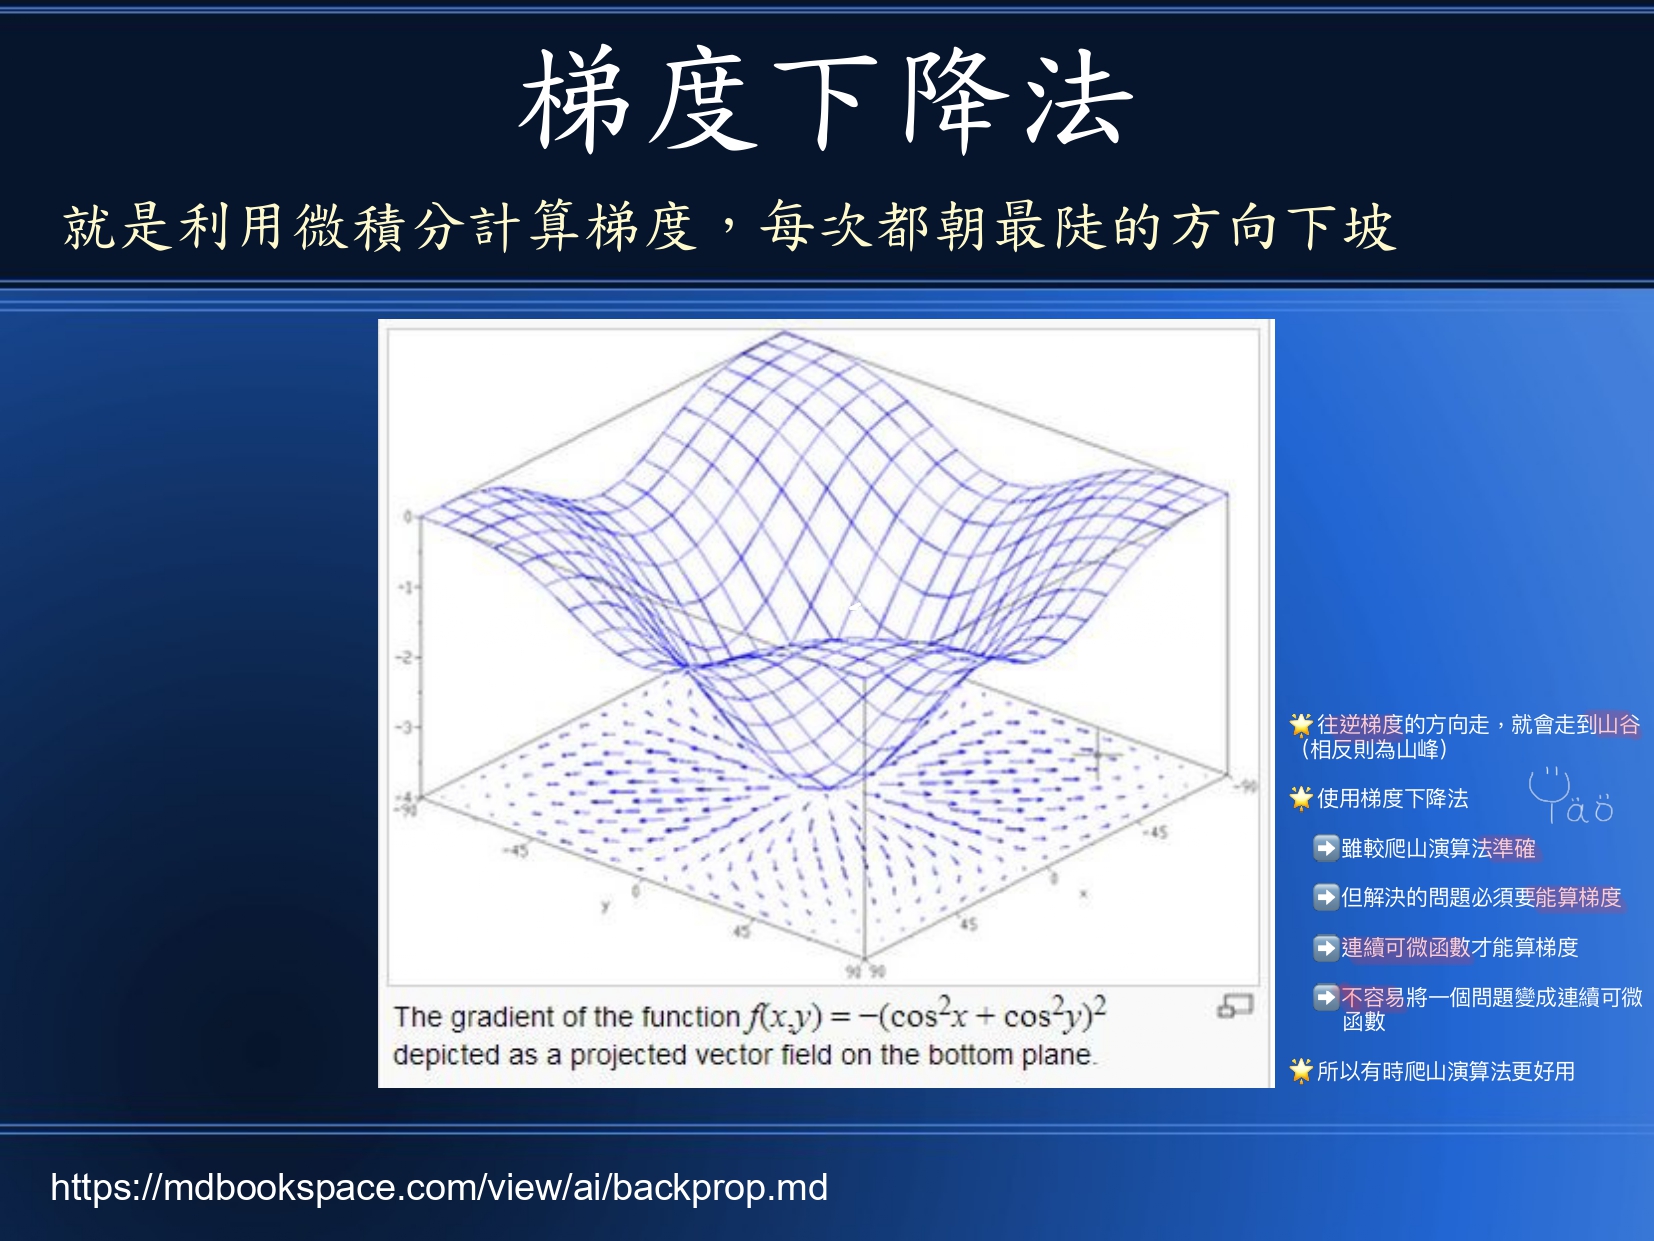 梯度下降法
就是利用微積分計算梯度，每次都朝最陡的方向下坡
0
-1
-2
-3
-4
-90
-45
0
y
45
90 90
45
0
x
-45
-90
The gradient of the function f(x,y) = −(cos²x + cos²y)²
depicted as a projected vector field on the bottom plane.
🌟往逆梯度的方向走，就會走到山谷
（相反則為山峰）
🌟使用梯度下降法
➡️雖較爬山演算法準確
➡️但解決的問題必須要能算梯度
➡️連續可微函數才能算梯度
➡️不容易將一個問題變成連續可微
函數
🌟所以有時爬山演算法更好用
https://mdbookspace.com/view/ai/backprop.md